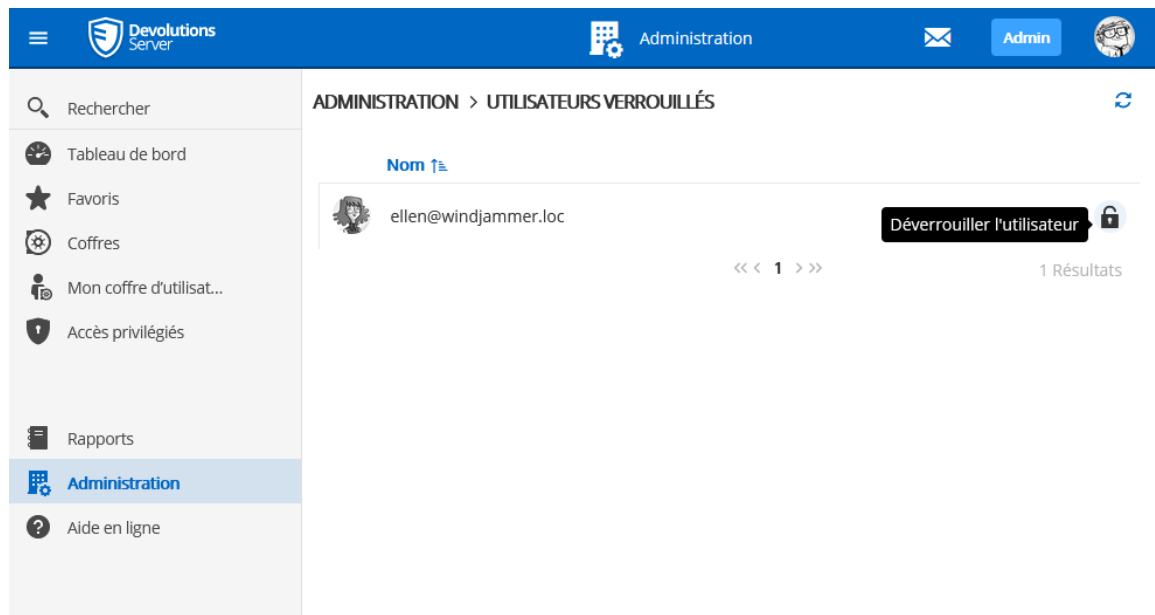 Devolutions
Server
Administration
Admin
Rechercher
Tableau de bord
Favoris
Coffres
Mon coffre d'utilisat...
Accès privilégiés
Rapports
Administration
Aide en ligne
ADMINISTRATION > UTILISATEURS VERROUILLÉS
Nom
ellen@windjammer.loc
Déverrouiller l'utilisateur
<< < 1 > >>
1 Résultats